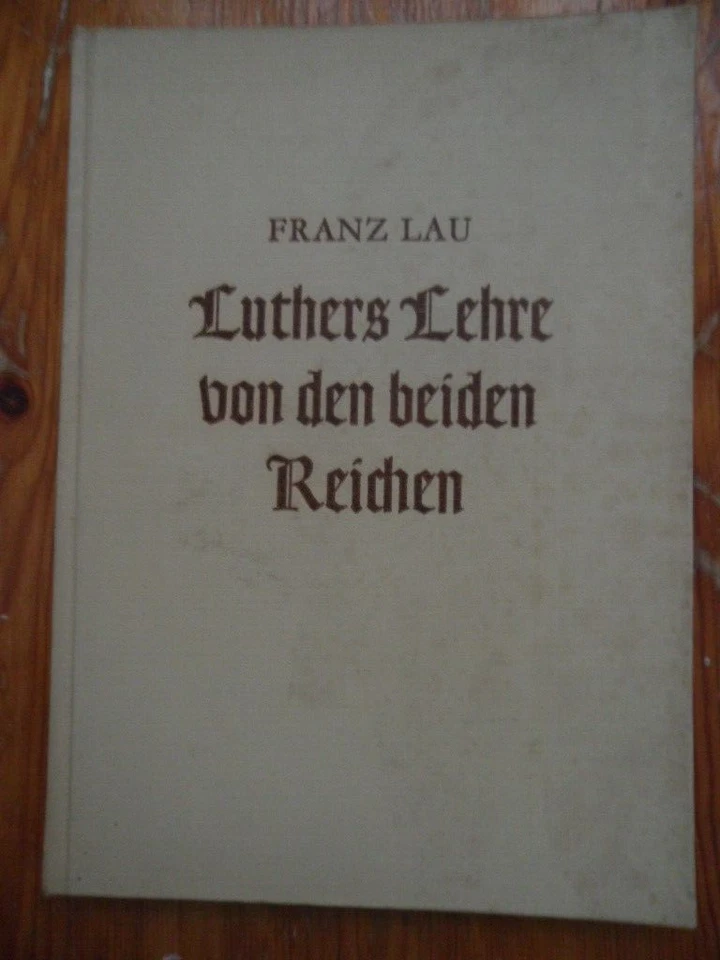 FRANZ LAU
Luthers Lehre
von den beiden
Reichen